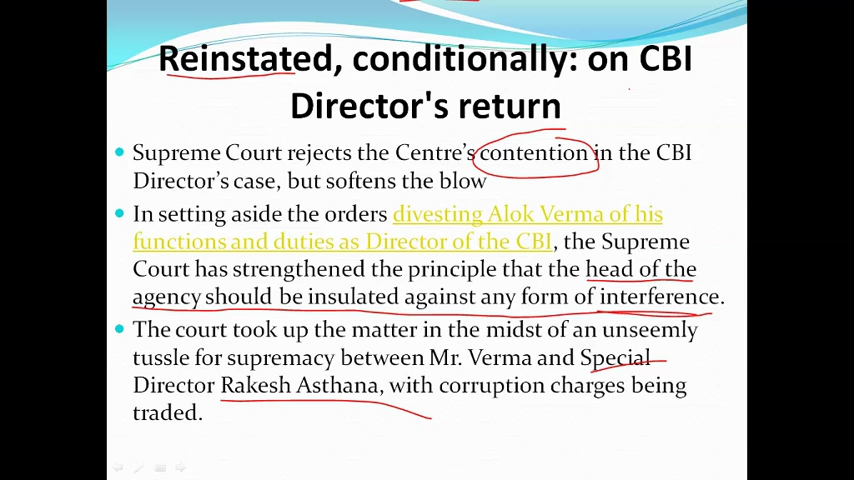 Reinstated, conditionally: on CBI
Director's return
Supreme Court rejects the Centre's contention in the CBI
Director's case, but softens the blow
In setting aside the orders divesting Alok Verma of his
functions and duties as Director of the CBI, the Supreme
Court has strengthened the principle that the head of the
agency should be insulated against any form of interference.
The court took up the matter in the midst of an unseemly
tussle for supremacy between Mr. Verma and Special
Director Rakesh Asthana, with corruption charges being
traded.